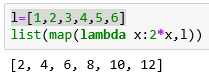 l=[1,2,3,4,5,6]
list(map(lambda x:2*x,l))
[2, 4, 6, 8, 10, 12]